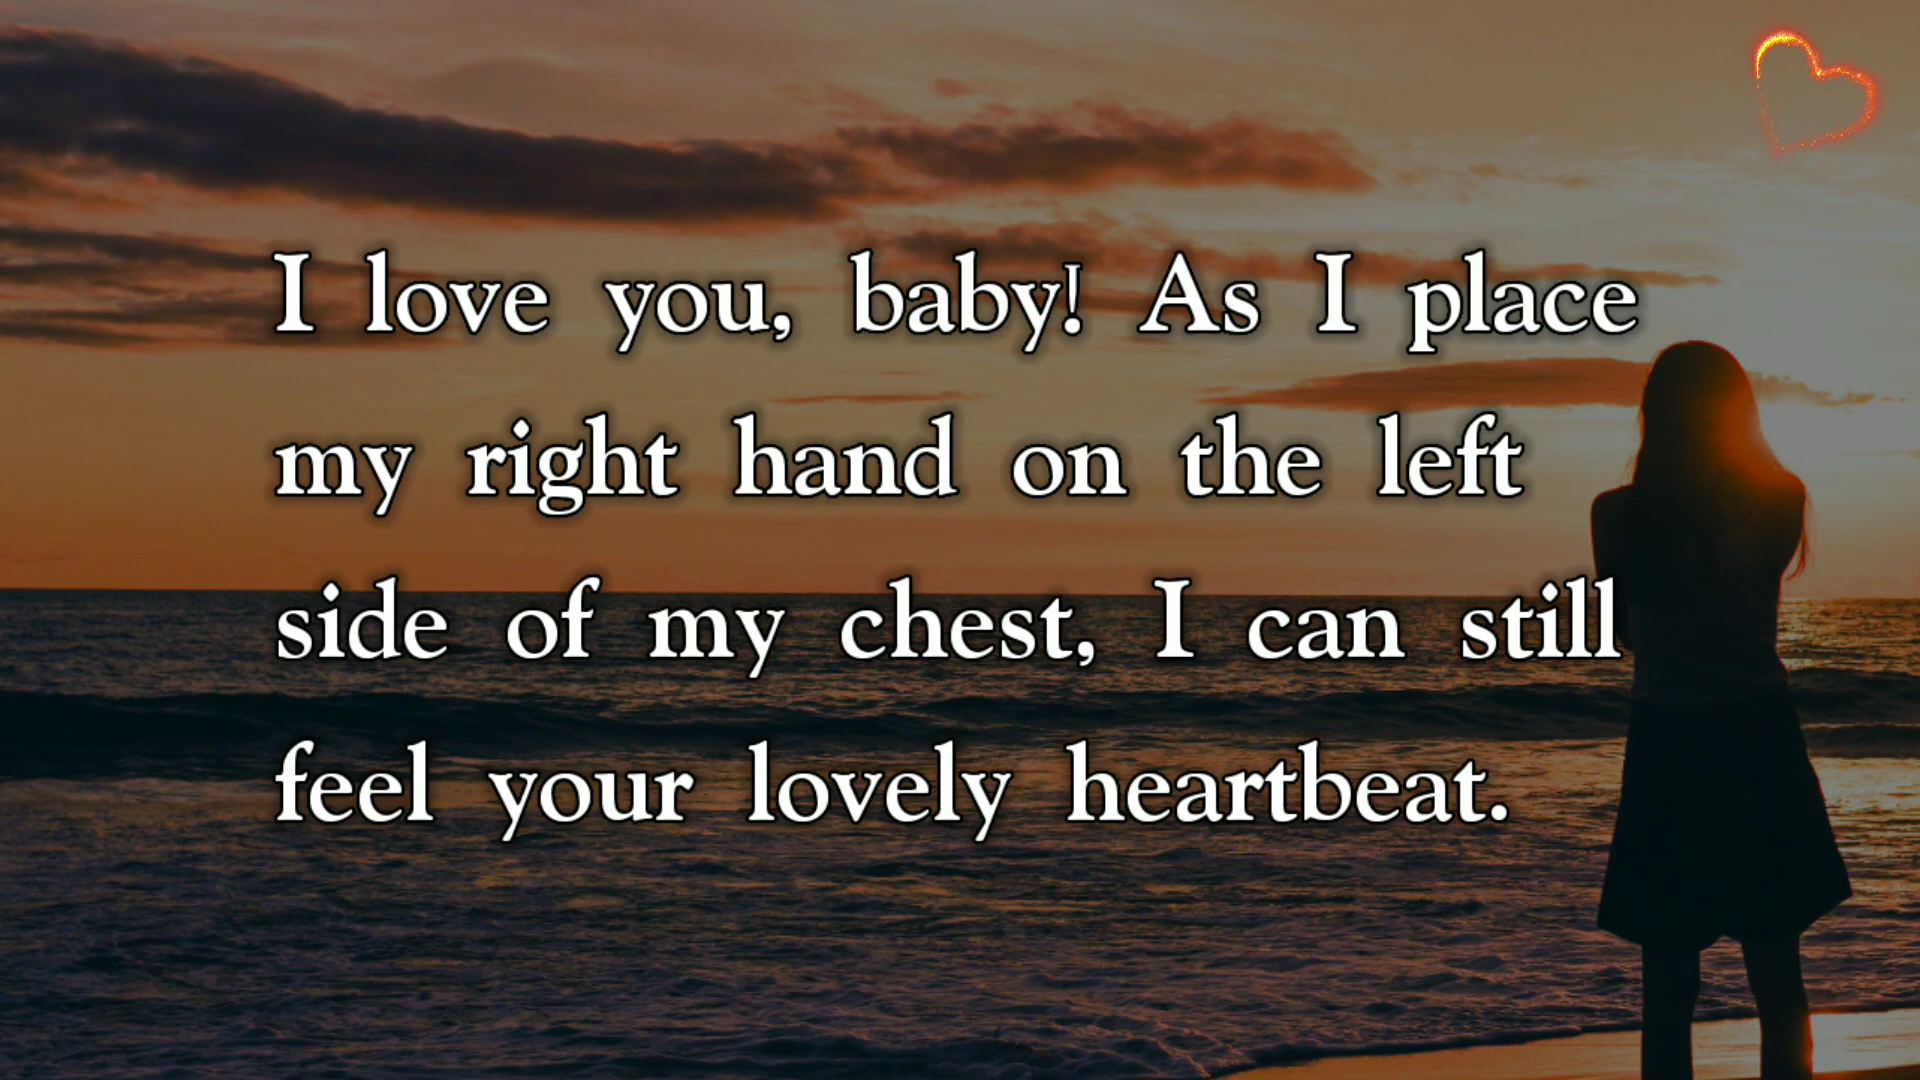 I love you, baby! As I place
my right hand on the left
side of my chest, I can still
feel your lovely heartbeat.